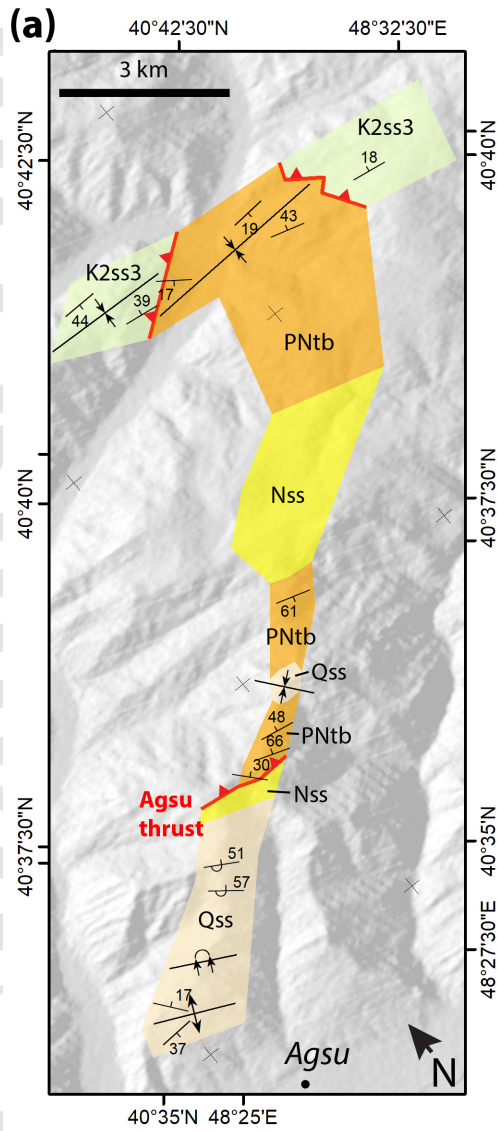 (a)
40°42'30"N
48°32'30"E
3 km
K2ss3
18
40°42'30"N
40°40'N
19
43
K2ss3
17
39
44
PNtb
Nss
40°40'N
40°37'30"N
61
PNtb
Qss
48
PNtb
66
30
Nss
Agsu
thrust
40°37'30"N
40°35'N
51
57
Qss
48°27'30"E
17
37
Agsu
N
40°35'N
48°25'E